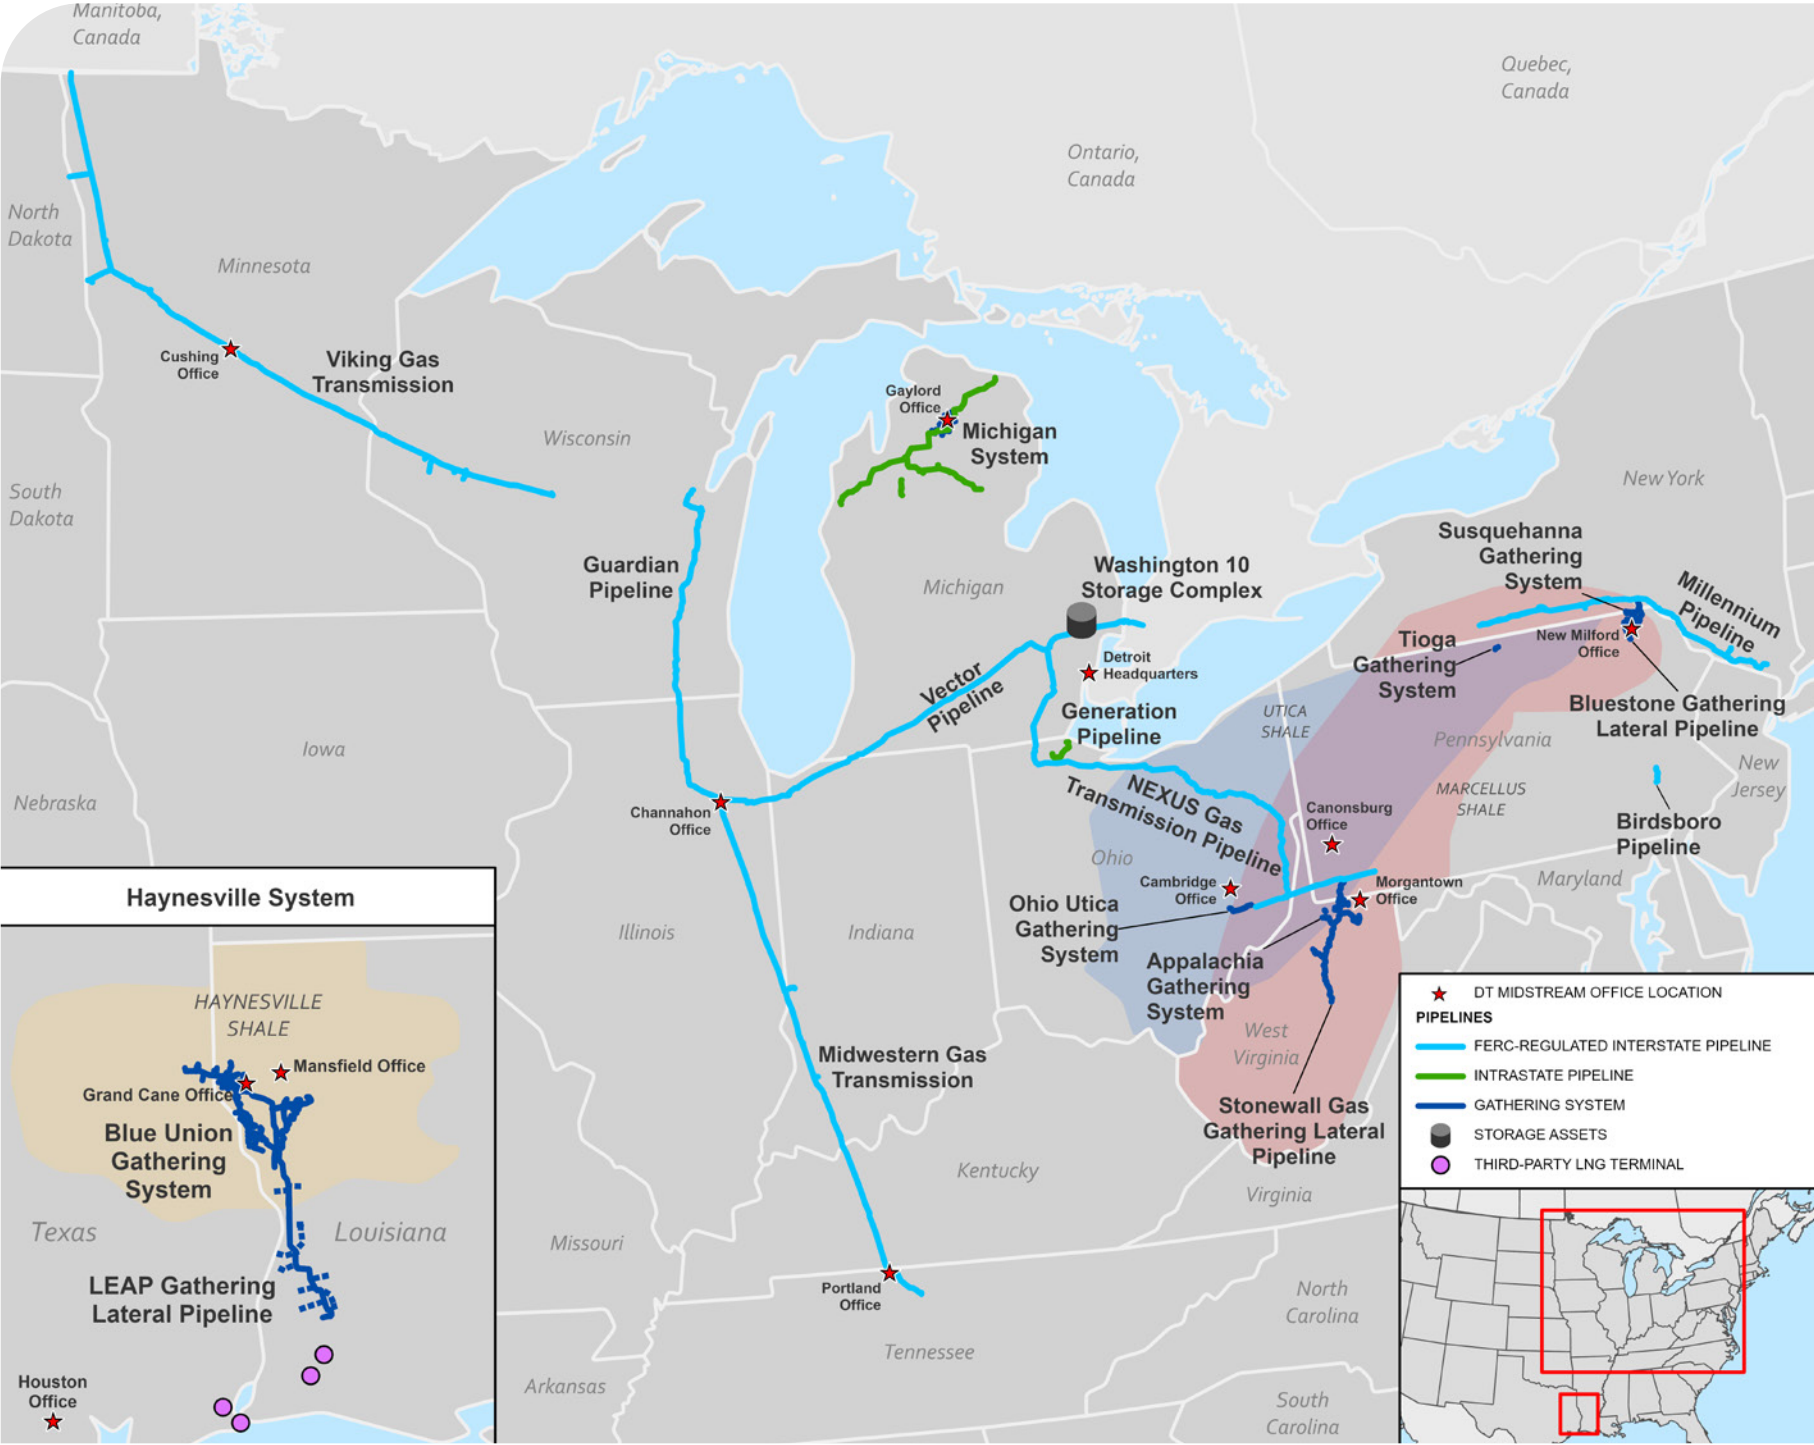 Manitoba,
Canada
Quebec,
Canada
Ontario,
Canada
North
Dakota
Minnesota
Cushing
Office
Viking Gas
Transmission
Wisconsin
Gaylord
Office
Michigan
System
South
Dakota
New York
Susquehanna
Gathering
System
Guardian
Pipeline
Michigan
Washington 10
Storage Complex
Millennium
Pipeline
Tioga
Gathering
System
New Milford
Office
Detroit
Headquarters
Vector
Pipeline
Generation
Pipeline
UTICA
SHALE
Bluestone Gathering
Lateral Pipeline
Pennsylvania
Iowa
Nebraska
New
Jersey
MARCELLUS
SHALE
NEXUS Gas
Transmission Pipeline
Channahon
Office
Canonsburg
Office
Birdsboro
Pipeline
Ohio
Cambridge
Office
Morgantown
Office
Maryland
Ohio Utica
Gathering
System
Illinois
Indiana
Appalachia
Gathering
System
West
Virginia
Midwestern Gas
Transmission
Stonewall Gas
Gathering Lateral
Pipeline
Kentucky
Virginia
Missouri
Portland
Office
North
Carolina
Tennessee
Arkansas
South
Carolina
Haynesville System
HAYNESVILLE
SHALE
Mansfield Office
Grand Cane Office
Blue Union
Gathering
System
Texas
Louisiana
LEAP Gathering
Lateral Pipeline
Houston
Office
DT MIDSTREAM OFFICE LOCATION
PIPELINES
FERC-REGULATED INTERSTATE PIPELINE
INTRASTATE PIPELINE
GATHERING SYSTEM
STORAGE ASSETS
THIRD-PARTY LNG TERMINAL